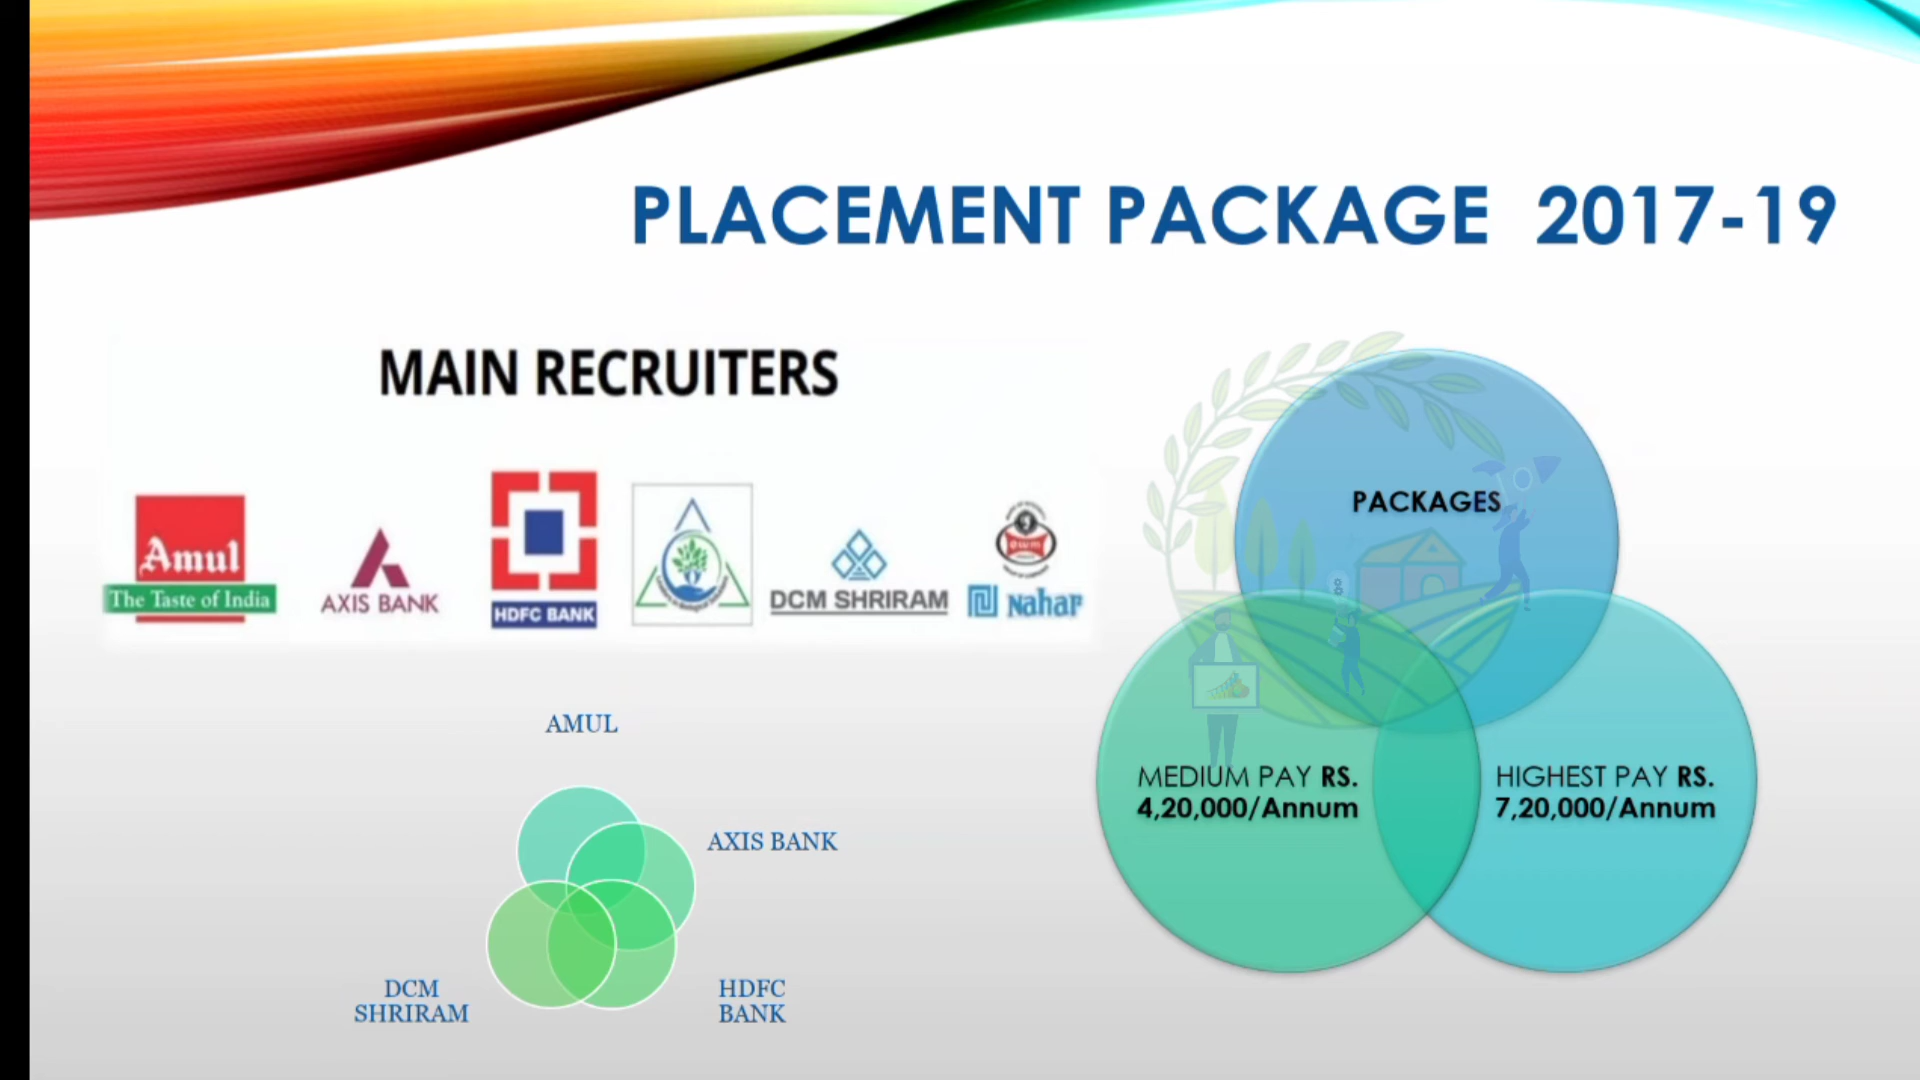 PLACEMENT PACKAGE 2017-19
MAIN RECRUITERS
Amul
The Taste of India
AXIS BANK
HDFC BANK
DCM SHRIRAM
Nahar
AMUL
AXIS BANK
DCM
SHRIRAM
HDFC
BANK
PACKAGES
MEDIUM PAY RS.
4,20,000/Annum
HIGHEST PAY RS.
7,20,000/Annum